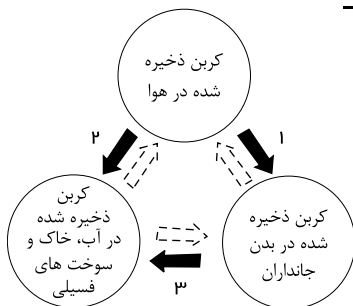 کربن ذخیره
شده در هوا
۲
۱
کربن
ذخیره شده
در آب، خاک و
سوخت های
فسیلی
کربن ذخیره
شده در بدن
جانداران
۳